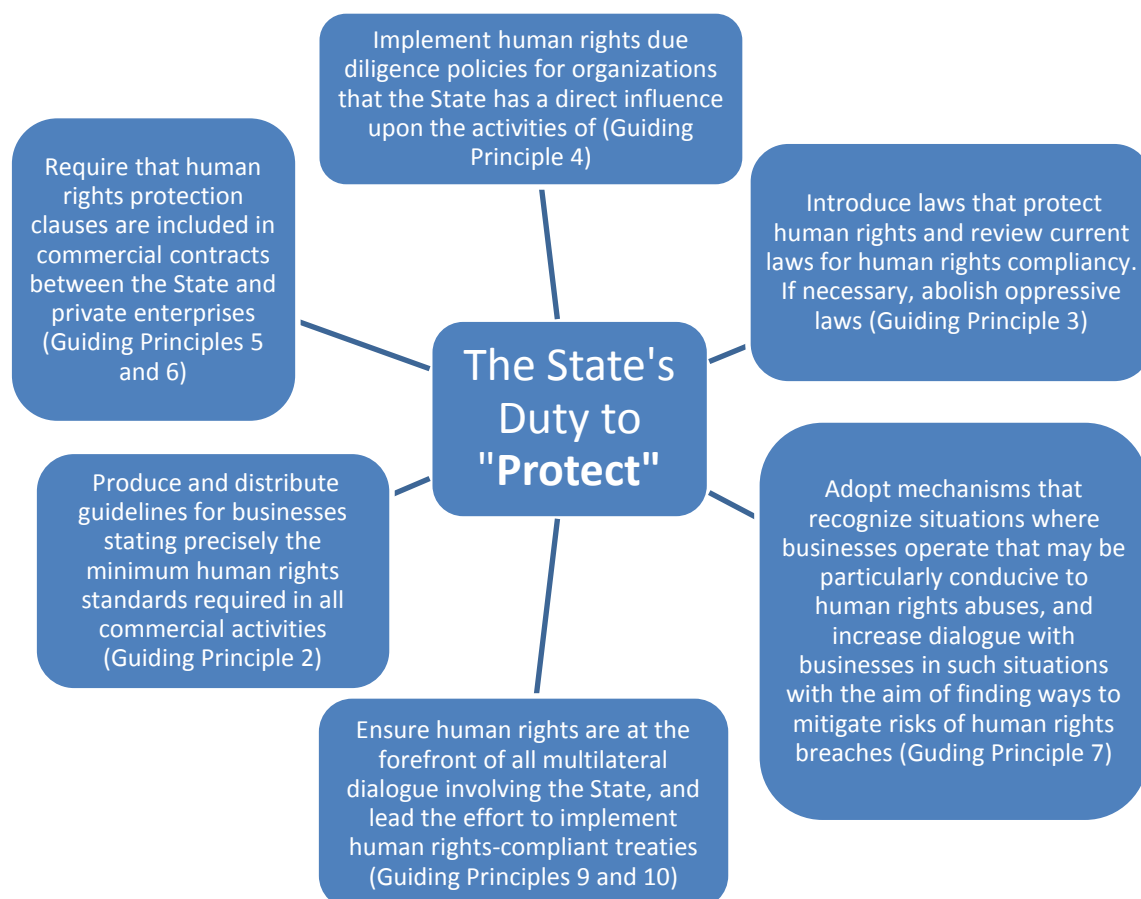 Implement human rights due
diligence policies for organizations
that the State has a direct influence
upon the activities of (Guiding
Principle 4)
Require that human
rights protection
clauses are included in
commercial contracts
between the State and
private enterprises
(Guiding Principles 5
and 6)
Introduce laws that protect
human rights and review current
laws for human rights compliancy.
If necessary, abolish oppressive
laws (Guiding Principle 3)
The State's
Duty to
"Protect"
Produce and distribute
guidelines for businesses
stating precisely the
minimum human rights
standards required in all
commercial activities
(Guiding Principle 2)
Adopt mechanisms that
recognize situations where
businesses operate that may be
particularly conducive to
human rights abuses, and
increase dialogue with
businesses in such situations
with the aim of finding ways to
mitigate risks of human rights
breaches (Guding Principle 7)
Ensure human rights are at the
forefront of all multilateral
dialogue involving the State, and
lead the effort to implement
human rights-compliant treaties
(Guiding Principles 9 and 10)